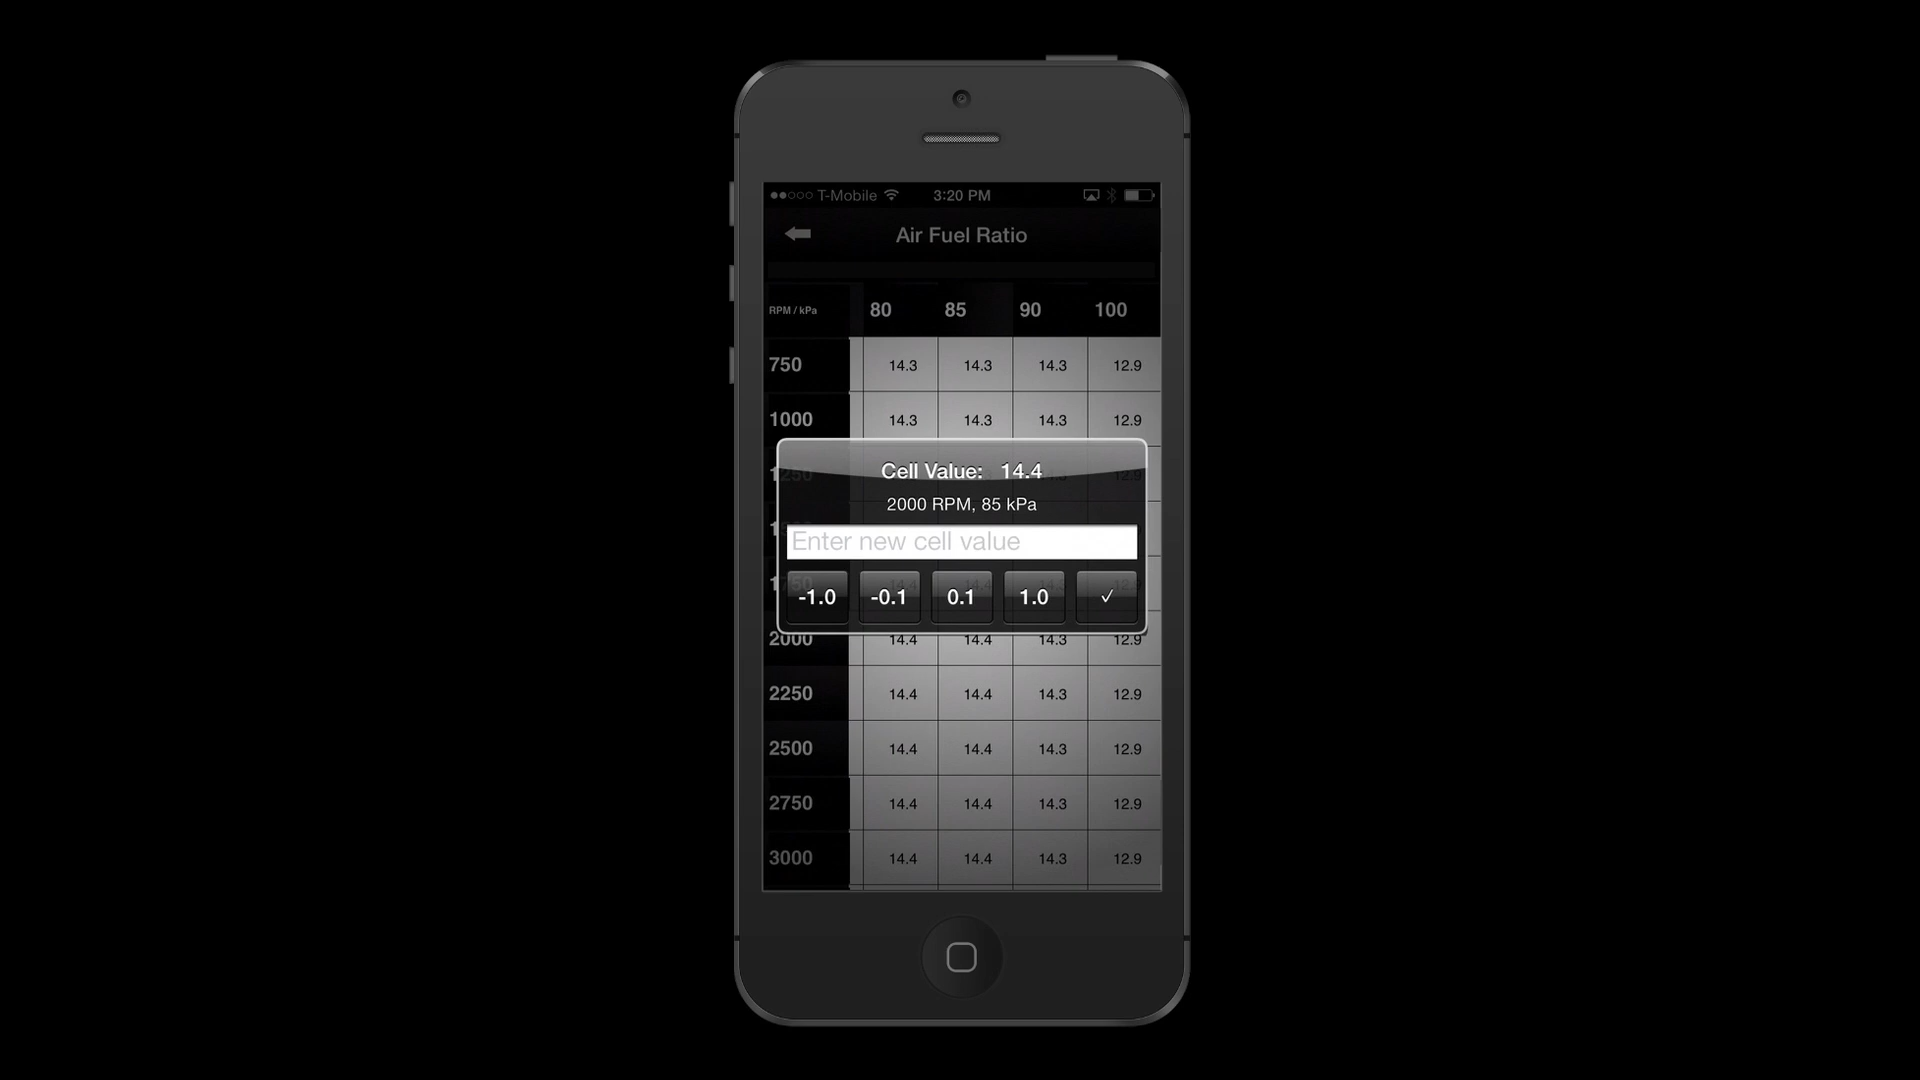 T-Mobile 3:20 PM
Air Fuel Ratio
RPM / kPa 80 85 90 100
750 14.3 14.3 14.3 12.9
1000 14.3 14.3 14.3 12.9
Cell Value: 14.4
2000 RPM, 85 kPa
Enter new cell value
-1.0 -0.1 0.1 1.0 ✓
2000 14.4 14.4 14.3 12.9
2250 14.4 14.4 14.3 12.9
2500 14.4 14.4 14.3 12.9
2750 14.4 14.4 14.3 12.9
3000 14.4 14.4 14.3 12.9